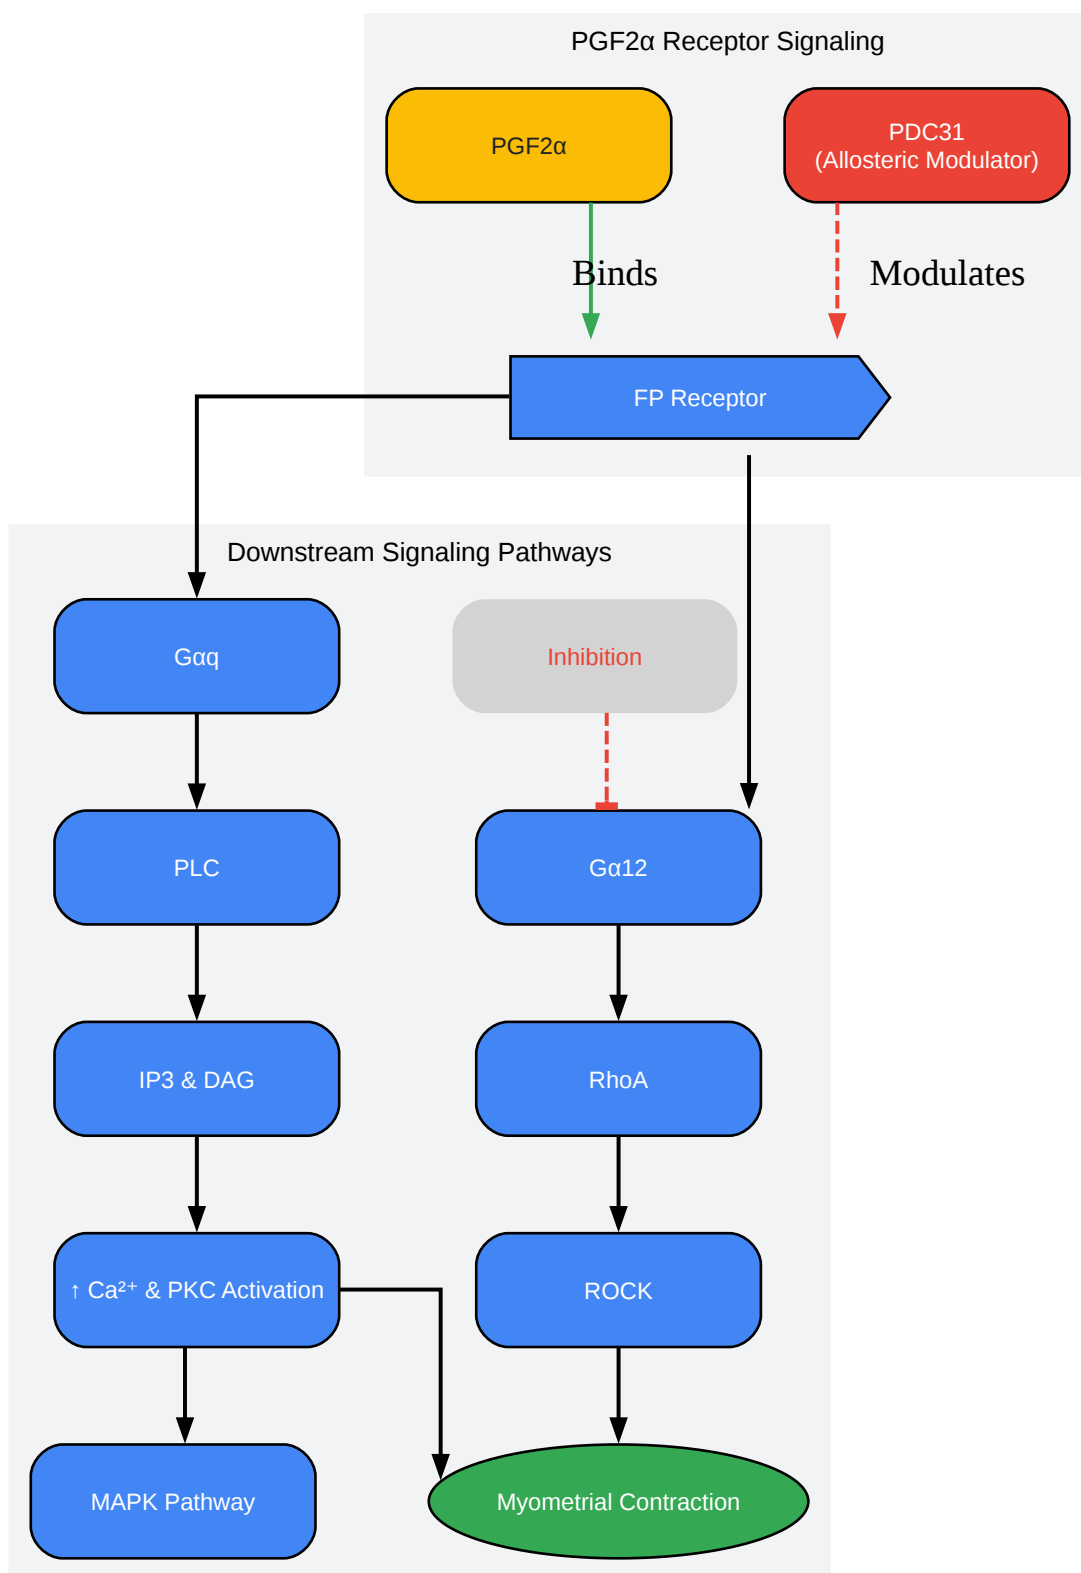 PGF2α Receptor Signaling
PGF2α
PDC31
(Allosteric Modulator)
Binds
Modulates
FP Receptor
Downstream Signaling Pathways
Gαq
Inhibition
PLC
Gα12
IP3 & DAG
RhoA
↑ Ca²⁺ & PKC Activation
ROCK
MAPK Pathway
Myometrial Contraction